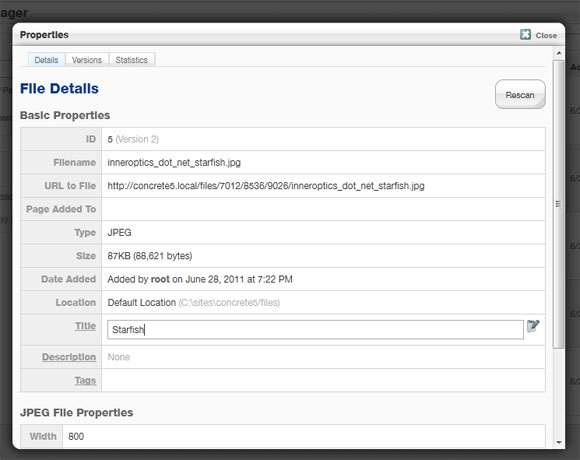 ager
Properties
Close
Details Versions Statistics
File Details
Rescan
Basic Properties
ID 5 (Version 2)
Filename inneroptics_dot_net_starfish.jpg
URL to File http://concrete5.local/files/7012/8536/9026/inneroptics_dot_net_starfish.jpg
Page Added To
Type JPEG
Size 87KB (88,621 bytes)
Date Added Added by root on June 28, 2011 at 7:22 PM
Location Default Location (C:\sites\concrete5/files)
Title Starfish
Description None
Tags
JPEG File Properties
Width 800